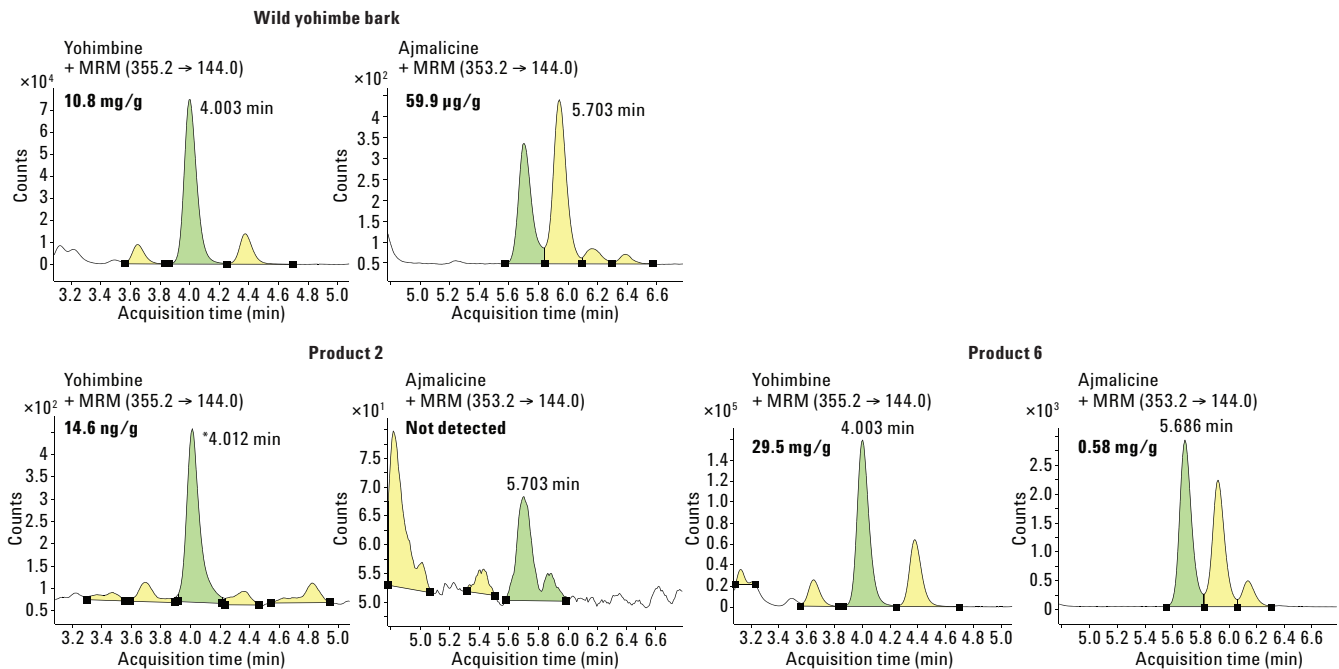 Wild yohimbe bark
Yohimbine
+ MRM (355.2 → 144.0)
×10⁴
10.8 mg/g
4.003 min
Counts
7
6
5
4
3
2
1
0
3.2 3.4 3.6 3.8 4.0 4.2 4.4 4.6 4.8 5.0
Acquisition time (min)
Ajmalicine
+ MRM (353.2 → 144.0)
×10²
59.9 µg/g
5.703 min
Counts
4
3.5
3
2.5
2
1.5
1
0.5
5.0 5.2 5.4 5.6 5.8 6.0 6.2 6.4 6.6
Acquisition time (min)
Product 2
Yohimbine
+ MRM (355.2 → 144.0)
×10²
14.6 ng/g
*4.012 min
Counts
4
3.5
3
2.5
2
1.5
1
0.5
3.2 3.4 3.6 3.8 4.0 4.2 4.4 4.6 4.8 5.0
Acquisition time (min)
Ajmalicine
+ MRM (353.2 → 144.0)
×10¹
Not detected
5.703 min
Counts
8.0
7.5
7.0
6.5
6.0
5.5
5.0
5.0 5.2 5.4 5.6 5.8 6.0 6.2 6.4 6.6
Acquisition time (min)
Product 6
Yohimbine
+ MRM (355.2 → 144.0)
×10⁵
4.003 min
29.5 mg/g
Counts
1.4
1.2
1.0
0.8
0.6
0.4
0.2
0
3.2 3.4 3.6 3.8 4.0 4.2 4.4 4.6 4.8 5.0
Acquisition time (min)
Ajmalicine
+ MRM (353.2 → 144.0)
×10³
5.686 min
0.58 mg/g
Counts
2.5
2
1.5
1
0.5
0
5.0 5.2 5.4 5.6 5.8 6.0 6.2 6.4 6.6
Acquisition time (min)